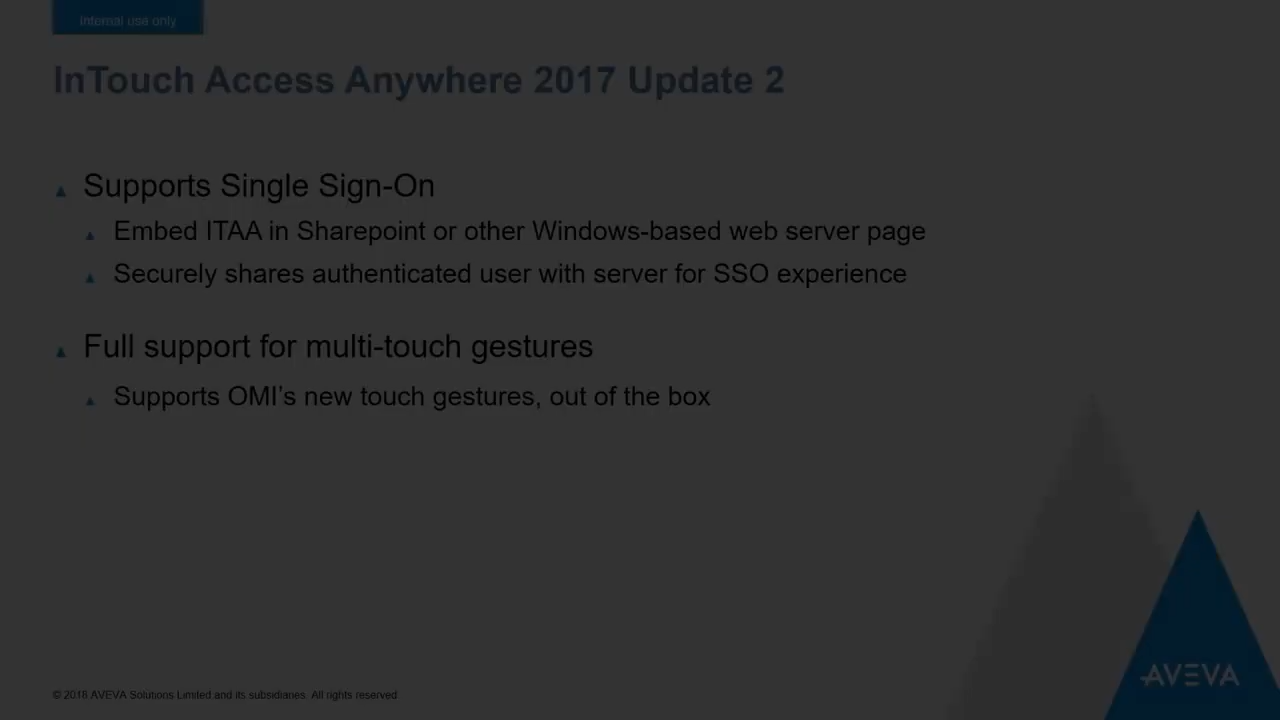 Internal use only
InTouch Access Anywhere 2017 Update 2
Supports Single Sign-On
Embed ITAA in Sharepoint or other Windows-based web server page
Securely shares authenticated user with server for SSO experience
Full support for multi-touch gestures
Supports OMI's new touch gestures, out of the box
© 2018 AVEVA Solutions Limited and its subsidiaries. All rights reserved
AVEVA